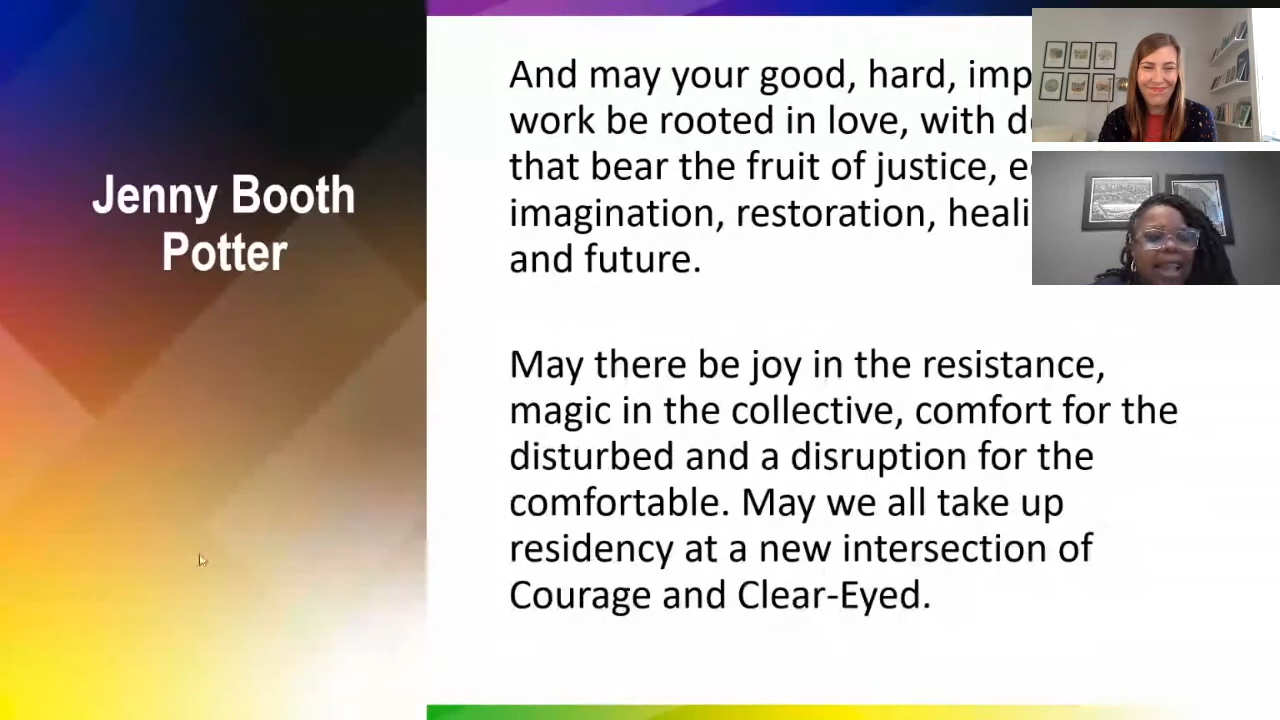 Jenny Booth
Potter
And may your good, hard,
work be rooted in love, with
that bear the fruit of justice,
imagination, restoration,
and future.
May there be joy in the resistance,
magic in the collective, comfort for the
disturbed and a disruption for the
comfortable. May we all take up
residency at a new intersection of
Courage and Clear-Eyed.